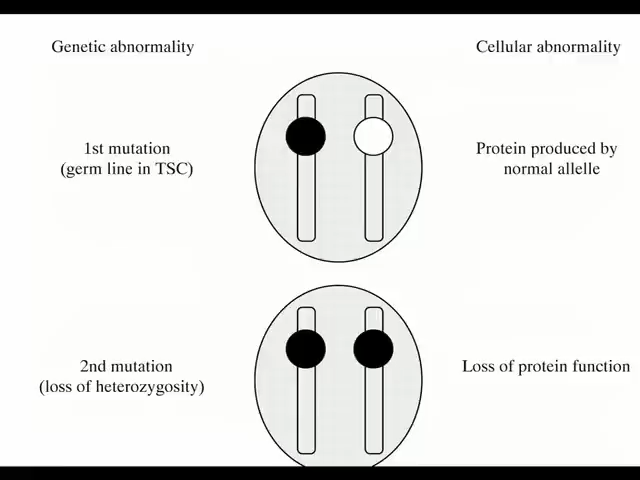 Genetic abnormality
Cellular abnormality
1st mutation
(germ line in TSC)
Protein produced by
normal allelle
2nd mutation
(loss of heterozygosity)
Loss of protein function